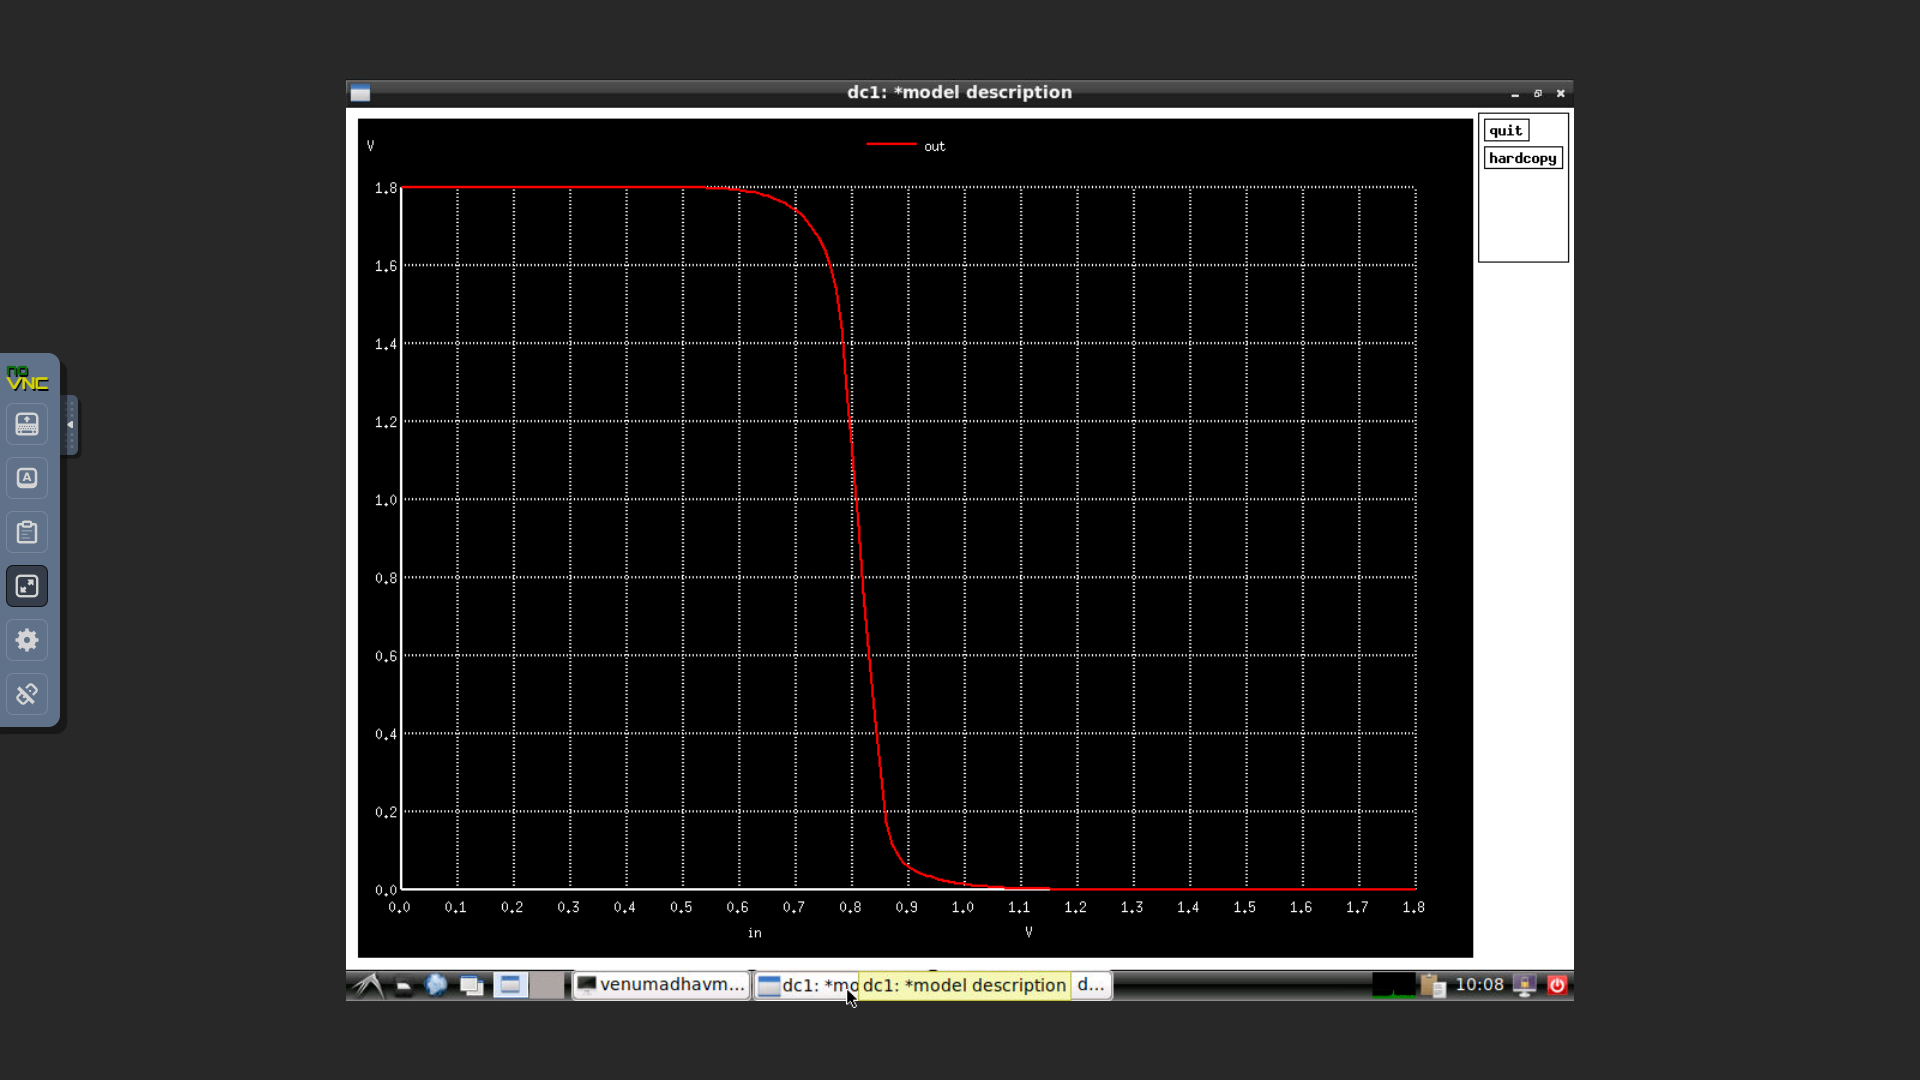 dc1: *model description
quit
hardcopy
V
out
1.8
1.6
1.4
1.2
1.0
0.8
0.6
0.4
0.2
0.0
0.0 0.1 0.2 0.3 0.4 0.5 0.6 0.7 0.8 0.9 1.0 1.1 1.2 1.3 1.4 1.5 1.6 1.7 1.8
in V
no
VNC
A
venumadhavm... dc1: *mo dc1: *model description d... 10:08